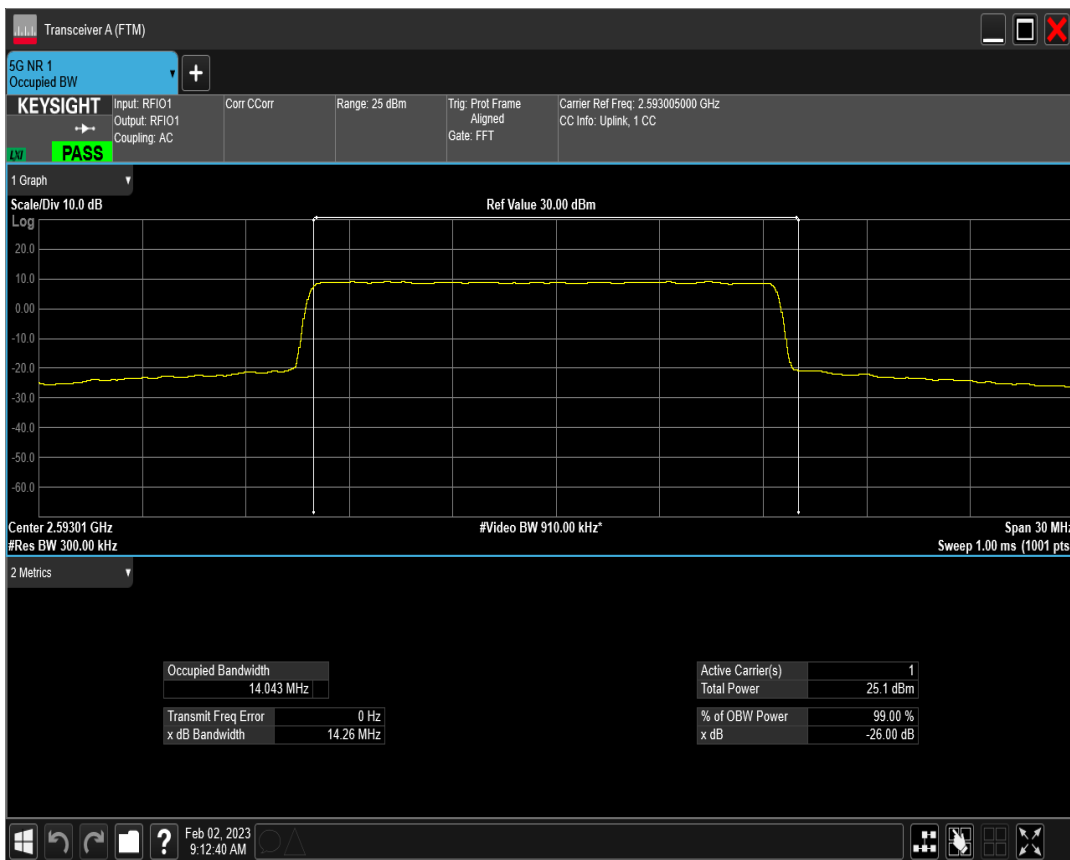 Transceiver A (FTM)
5G NR 1
Occupied BW
+
KEYSIGHT
LXI
PASS
Input: RFIO1
Output: RFIO1
Coupling: AC
Corr CCorr
Range: 25 dBm
Trig: Prot Frame
Aligned
Gate: FFT
Carrier Ref Freq: 2.593005000 GHz
CC Info: Uplink, 1 CC
1 Graph
Scale/Div 10.0 dB
Ref Value 30.00 dBm
Log
20.0
10.0
0.00
-10.0
-20.0
-30.0
-40.0
-50.0
-60.0
Center 2.59301 GHz
#Video BW 910.00 kHz*
Span 30 MHz
#Res BW 300.00 kHz
Sweep 1.00 ms (1001 pts
2 Metrics
Occupied Bandwidth
14.043 MHz
Transmit Freq Error 0 Hz
x dB Bandwidth 14.26 MHz
Active Carrier(s) 1
Total Power 25.1 dBm
% of OBW Power 99.00 %
x dB -26.00 dB
?
Feb 02, 2023
9:12:40 AM